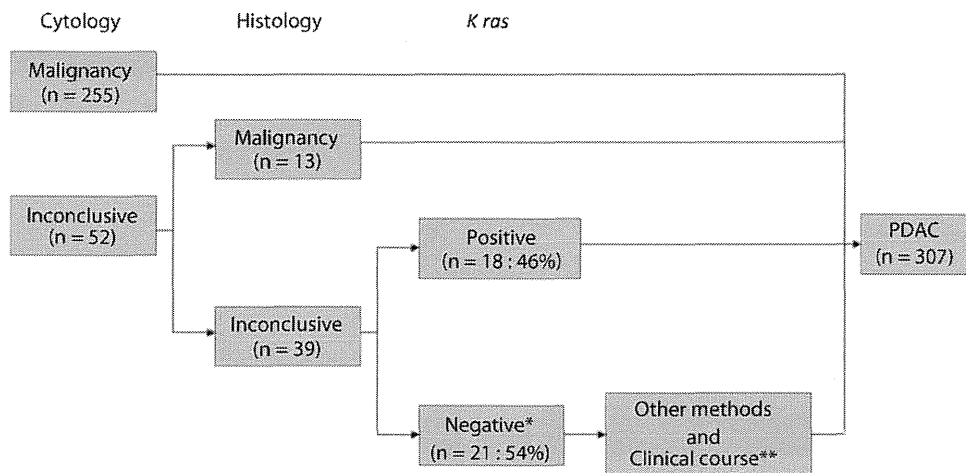 Cytology
Histology
K ras
Malignancy
(n = 255)
Malignancy
(n = 13)
Inconclusive
(n = 52)
Positive
(n = 18 : 46%)
PDAC
(n = 307)
Inconclusive
(n = 39)
Negative*
(n = 21 : 54%)
Other methods
and
Clinical course**